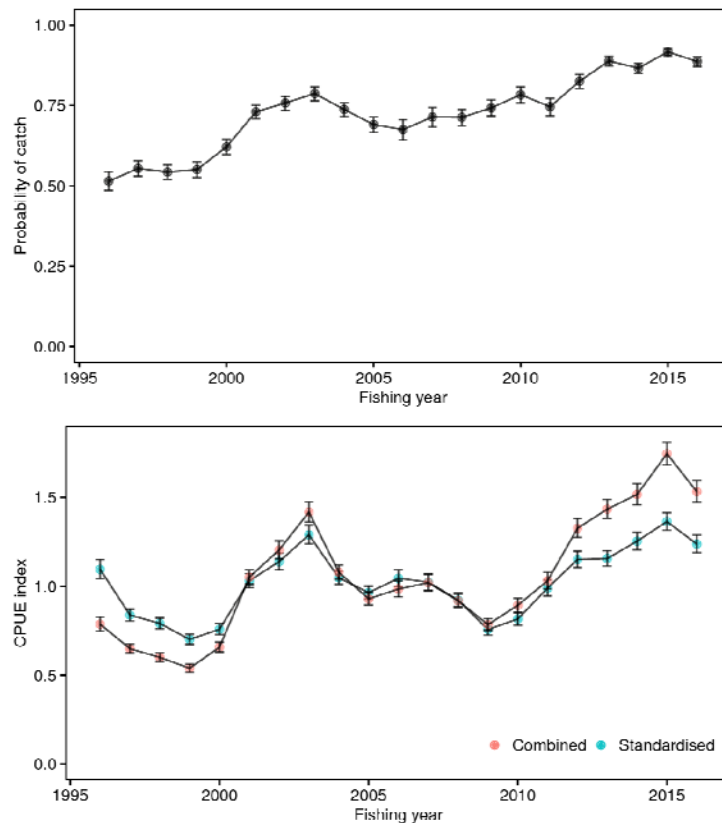 1.00
0.75
0.50
0.25
0.00
Probability of catch
1995 2000 2005 2010 2015
Fishing year
1.5
1.0
0.5
0.0
CPUE index
Combined Standardised
1995 2000 2005 2010 2015
Fishing year